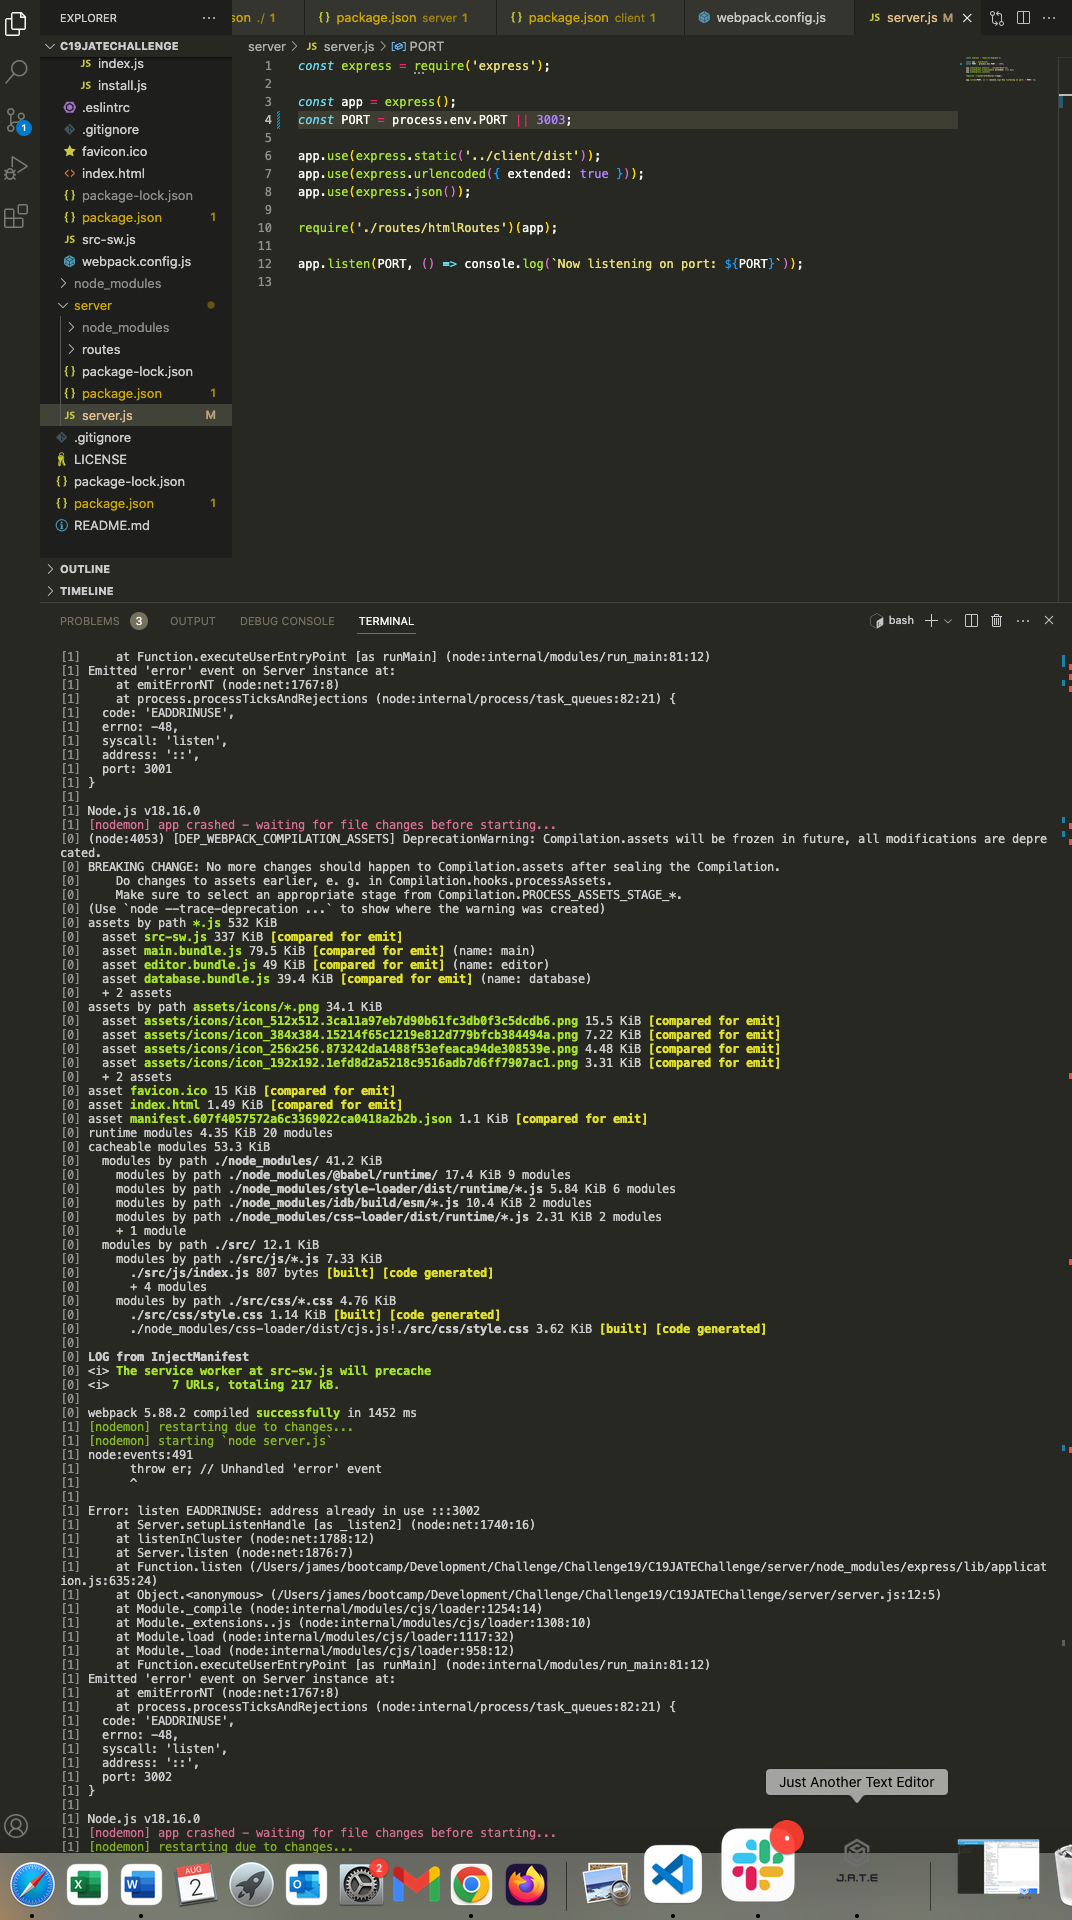 EXPLORER
···
son ./ 1
{} package.json server 1
{} package.json client 1
webpack.config.js
JS server.js M
C19JATECHALLENGE
JS index.js
JS install.js
.eslintrc
.gitignore
favicon.ico
<> index.html
{} package-lock.json
{} package.json 1
JS src-sw.js
webpack.config.js
node_modules
server
node_modules
routes
{} package-lock.json
{} package.json 1
JS server.js M
.gitignore
LICENSE
{} package-lock.json
{} package.json 1
README.md
OUTLINE
TIMELINE
1
server > JS server.js > PORT
1 const express = require('express');
2
3 const app = express();
4 const PORT = process.env.PORT || 3003;
5
6 app.use(express.static('../client/dist'));
7 app.use(express.urlencoded({ extended: true }));
8 app.use(express.json());
9
10 require('./routes/htmlRoutes')(app);
11
12 app.listen(PORT, () => console.log(`Now listening on port: ${PORT}`));
13
PROBLEMS 3 OUTPUT DEBUG CONSOLE TERMINAL
bash
[1]     at Function.executeUserEntryPoint [as runMain] (node:internal/modules/run_main:81:12)
[1] Emitted 'error' event on Server instance at:
[1]     at emitErrorNT (node:net:1767:8)
[1]     at process.processTicksAndRejections (node:internal/process/task_queues:82:21) {
[1]   code: 'EADDRINUSE',
[1]   errno: -48,
[1]   syscall: 'listen',
[1]   address: '::',
[1]   port: 3001
[1] }
[1]
[1] Node.js v18.16.0
[1] [nodemon] app crashed - waiting for file changes before starting...
[0] (node:4053) [DEP_WEBPACK_COMPILATION_ASSETS] DeprecationWarning: Compilation.assets will be frozen in future, all modifications are depre
cated.
[0] BREAKING CHANGE: No more changes should happen to Compilation.assets after sealing the Compilation.
[0]     Do changes to assets earlier, e. g. in Compilation.hooks.processAssets.
[0]     Make sure to select an appropriate stage from Compilation.PROCESS_ASSETS_STAGE_*.
[0] (Use `node --trace-deprecation ...` to show where the warning was created)
[0] assets by path *.js 532 KiB
[0]   asset src-sw.js 337 KiB [compared for emit]
[0]   asset main.bundle.js 79.5 KiB [compared for emit] (name: main)
[0]   asset editor.bundle.js 49 KiB [compared for emit] (name: editor)
[0]   asset database.bundle.js 39.4 KiB [compared for emit] (name: database)
[0]   + 2 assets
[0] assets by path assets/icons/*.png 34.1 KiB
[0]   asset assets/icons/icon_512x512.3ca11a97eb7d90b61fc3db0f3c5dcdb6.png 15.5 KiB [compared for emit]
[0]   asset assets/icons/icon_384x384.15214f65c1219e812d779bfcb384494a.png 7.22 KiB [compared for emit]
[0]   asset assets/icons/icon_256x256.873242da1488f53efeaca94de308539e.png 4.48 KiB [compared for emit]
[0]   asset assets/icons/icon_192x192.1efd8d2a5218c9516adb7d6ff7907ac1.png 3.31 KiB [compared for emit]
[0]   + 2 assets
[0] asset favicon.ico 15 KiB [compared for emit]
[0] asset index.html 1.49 KiB [compared for emit]
[0] asset manifest.607f4057572a6c3369022ca0418a2b2b.json 1.1 KiB [compared for emit]
[0] runtime modules 4.35 KiB 20 modules
[0] cacheable modules 53.3 KiB
[0]   modules by path ./node_modules/ 41.2 KiB
[0]     modules by path ./node_modules/@babel/runtime/ 17.4 KiB 9 modules
[0]     modules by path ./node_modules/style-loader/dist/runtime/*.js 5.84 KiB 6 modules
[0]     modules by path ./node_modules/idb/build/esm/*.js 10.4 KiB 2 modules
[0]     modules by path ./node_modules/css-loader/dist/runtime/*.js 2.31 KiB 2 modules
[0]     + 1 module
[0]   modules by path ./src/ 12.1 KiB
[0]     modules by path ./src/js/*.js 7.33 KiB
[0]       ./src/js/index.js 807 bytes [built] [code generated]
[0]       + 4 modules
[0]     modules by path ./src/css/*.css 4.76 KiB
[0]       ./src/css/style.css 1.14 KiB [built] [code generated]
[0]       ./node_modules/css-loader/dist/cjs.js!./src/css/style.css 3.62 KiB [built] [code generated]
[0]
[0] LOG from InjectManifest
[0] <i> The service worker at src-sw.js will precache
[0] <i>         7 URLs, totaling 217 kB.
[0]
[0] webpack 5.88.2 compiled successfully in 1452 ms
[1] [nodemon] restarting due to changes...
[1] [nodemon] starting `node server.js`
[1] node:events:491
[1]       throw er; // Unhandled 'error' event
[1]       ^
[1]
[1] Error: listen EADDRINUSE: address already in use :::3002
[1]     at Server.setupListenHandle [as _listen2] (node:net:1740:16)
[1]     at listenInCluster (node:net:1788:12)
[1]     at Server.listen (node:net:1876:7)
[1]     at Function.listen (/Users/james/bootcamp/Development/Challenge/Challenge19/C19JATEChallenge/server/node_modules/express/lib/applicat
ion.js:635:24)
[1]     at Object.<anonymous> (/Users/james/bootcamp/Development/Challenge/Challenge19/C19JATEChallenge/server/server.js:12:5)
[1]     at Module._compile (node:internal/modules/cjs/loader:1254:14)
[1]     at Module._extensions..js (node:internal/modules/cjs/loader:1308:10)
[1]     at Module.load (node:internal/modules/cjs/loader:1117:32)
[1]     at Module._load (node:internal/modules/cjs/loader:958:12)
[1]     at Function.executeUserEntryPoint [as runMain] (node:internal/modules/run_main:81:12)
[1] Emitted 'error' event on Server instance at:
[1]     at emitErrorNT (node:net:1767:8)
[1]     at process.processTicksAndRejections (node:internal/process/task_queues:82:21) {
[1]   code: 'EADDRINUSE',
[1]   errno: -48,
[1]   syscall: 'listen',
[1]   address: '::',
[1]   port: 3002
[1] }
[1]
[1] Node.js v18.16.0
[1] [nodemon] app crashed - waiting for file changes before starting...
[1] [nodemon] restarting due to changes...
Just Another Text Editor
X
W
AUG
2
O
2
J.A.T.E